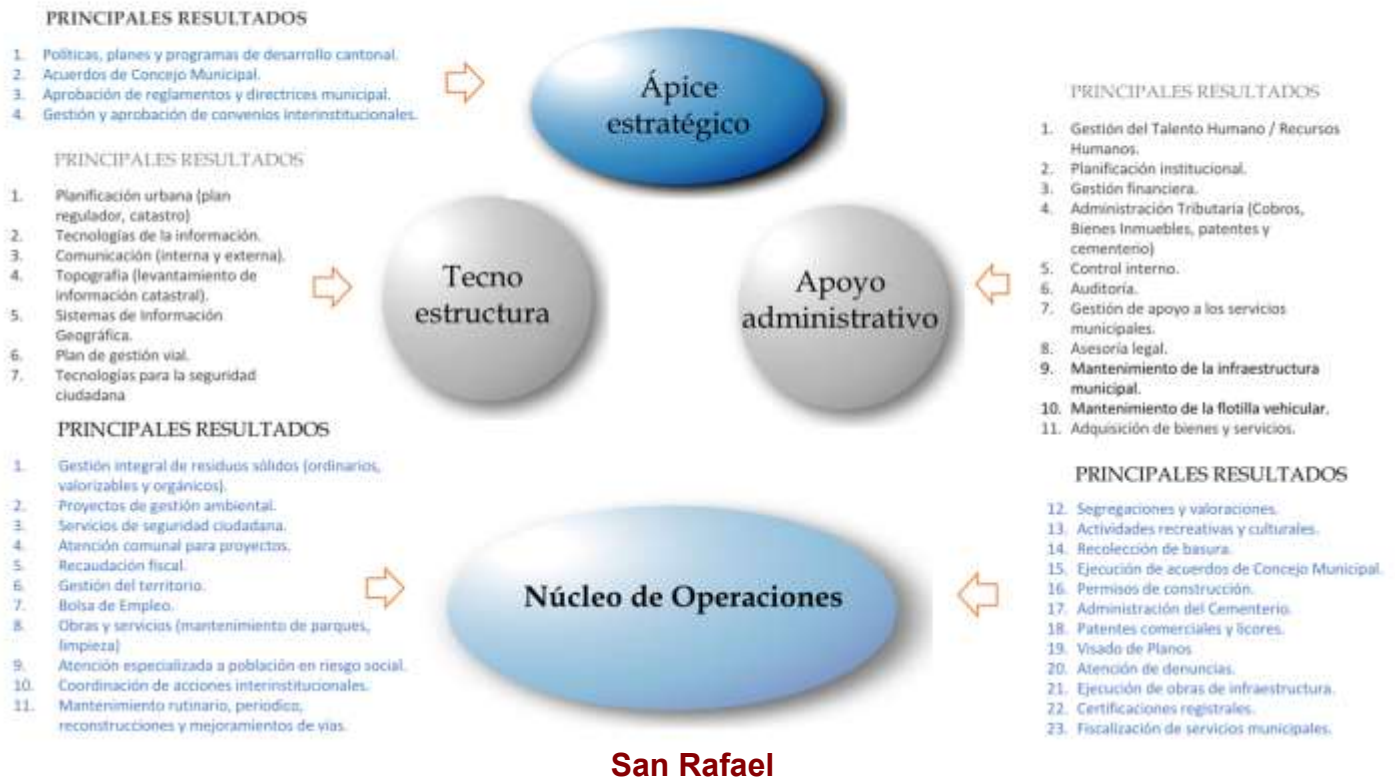 PRINCIPALES RESULTADOS
1. Políticas, planes y programas de desarrollo cantonal.
2. Acuerdos de Concejo Municipal.
3. Aprobación de reglamentos y directrices municipal.
4. Gestión y aprobación de convenios interinstitucionales.
Ápice
estratégico
PRINCIPALES RESULTADOS
1. Planificación urbana (plan
regulador, catastro)
2. Tecnologías de la información.
3. Comunicación (interna y externa).
4. Topografía (levantamiento de
información catastral).
5. Sistemas de Información
Geográfica.
6. Plan de gestión vial.
7. Tecnologías para la seguridad
ciudadana
Tecno
estructura
Apoyo
administrativo
PRINCIPALES RESULTADOS
1. Gestión del Talento Humano / Recursos
Humanos.
2. Planificación institucional.
3. Gestión financiera.
4. Administración Tributaria (Cobros,
Bienes Inmuebles, patentes y
cementerio)
5. Control interno.
6. Auditoría.
7. Gestión de apoyo a los servicios
municipales.
8. Asesoría legal.
9. Mantenimiento de la infraestructura
municipal.
10. Mantenimiento de la flotilla vehicular.
11. Adquisición de bienes y servicios.
PRINCIPALES RESULTADOS
1. Gestión integral de residuos sólidos (ordinarios,
valorizables y orgánicos).
2. Proyectos de gestión ambiental.
3. Servicios de seguridad ciudadana.
4. Atención comunal para proyectos.
5. Recaudación fiscal.
6. Gestión del territorio.
7. Bolsa de Empleo.
8. Obras y servicios (mantenimiento de parques,
limpieza)
9. Atención especializada a población en riesgo social.
10. Coordinación de acciones interinstitucionales.
11. Mantenimiento rutinario, periodico,
reconstrucciones y mejoramientos de vías.
Núcleo de Operaciones
PRINCIPALES RESULTADOS
12. Segregaciones y valoraciones.
13. Actividades recreativas y culturales.
14. Recolección de basura.
15. Ejecución de acuerdos de Concejo Municipal.
16. Permisos de construcción.
17. Administración del Cementerio.
18. Patentes comerciales y licores.
19. Visado de Planos
20. Atención de denuncias.
21. Ejecución de obras de infraestructura.
22. Certificaciones registrales.
23. Fiscalización de servicios municipales.
San Rafael